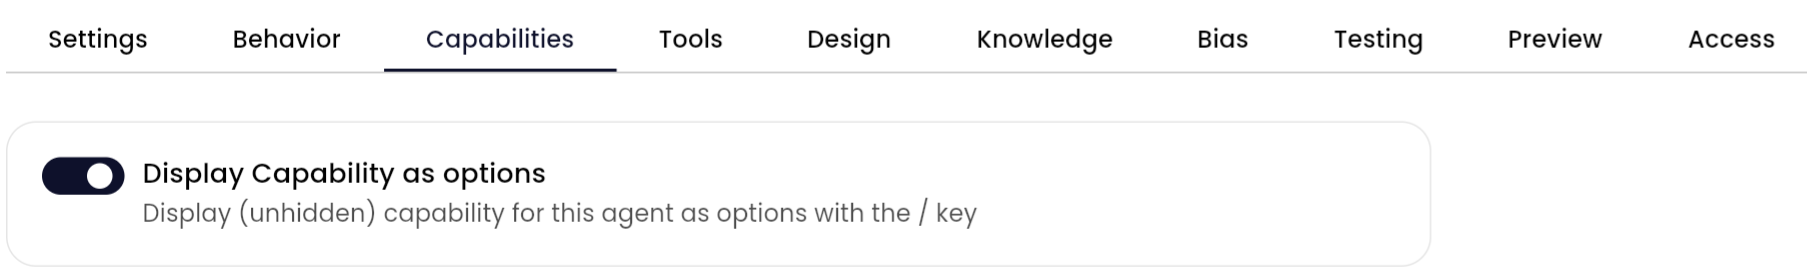 Settings Behavior Capabilities Tools Design Knowledge Bias Testing Preview Access
Display Capability as options
Display (unhidden) capability for this agent as options with the / key